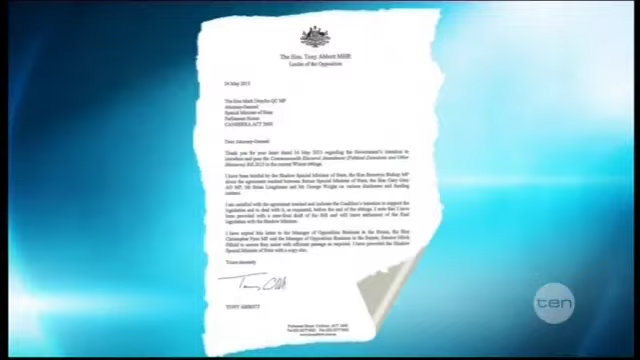 The Hon. Tony Abbott MHR
Leader of the Opposition
24 May 2013
The Hon Mark Dreyfus QC MP
Attorney-General
Special Minister of State
Parliament House
CANBERRA ACT 2600
Dear Attorney-General
Thank you for your letter dated 16 May 2013 regarding the Government's intention to
introduce and pass the Commonwealth Electoral Amendment (Political Donations and Other
Measures) Bill 2013 in the current Winter sittings.
I have been briefed by the Shadow Special Minister of State, the Hon Bronwyn Bishop MP
about the agreement reached between former Special Minister of State, the Hon Gary Gray
AO MP, Mr Brian Loughnane and Mr George Wright on various disclosure and funding
I am satisfied with the agreement reached and indicate the Coalition's intention to support the
legislation and to deal with it, as requested, before the end of the sittings. I note that I have
been provided with a near-final draft of the Bill and will leave settlement of the final
legislation with the Shadow Minister.
I have copied this letter to the Manager of Opposition Business in the House, the Hon
Christopher Pyne MP and the Manager of Opposition Business in the Senate, Senator Mitch
Fifield to ensure they assist with efficient passage as required. I have provided the Shadow
Special Minister of State with a copy also.
Yours sincerely
TONY ABBOTT
Parliament House Canberra ACT 2600
ten